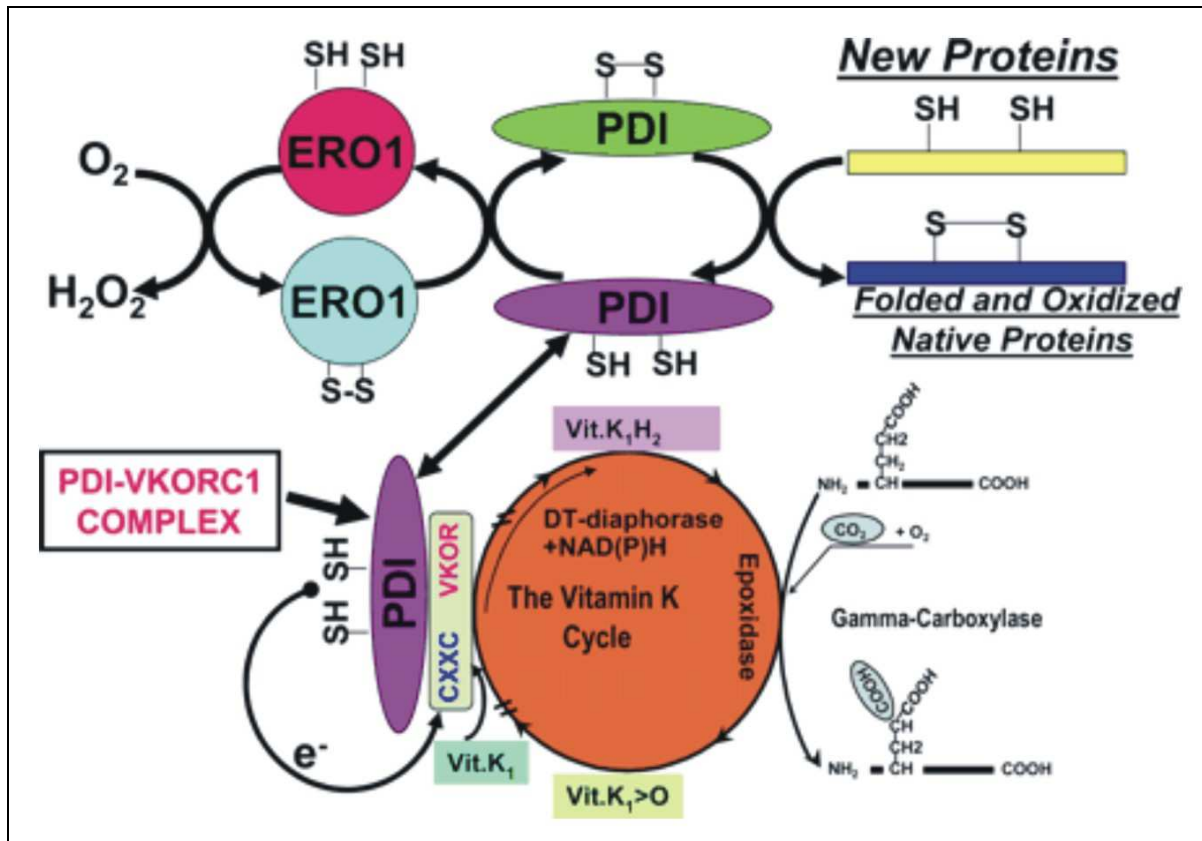 SH SH
S S
New Proteins
SH SH
PDI
ERO1
O₂
S S
ERO1
H₂O₂
PDI
Folded and Oxidized
Native Proteins
SH SH
S-S
Vit.K₁H₂
COOH
CH2
CH₂
NH₂ CH COOH
PDI-VKORC1
COMPLEX
DT-diaphorase
+NAD(P)H
CO₂ + O₂
SH
SH
PDI
VKOR
CXXC
The Vitamin K
Cycle
Epoxidase
Gamma-Carboxylase
COOH
COOH
CH
CH2
NH₂ CH COOH
e⁻
Vit.K₁
Vit.K₁>O